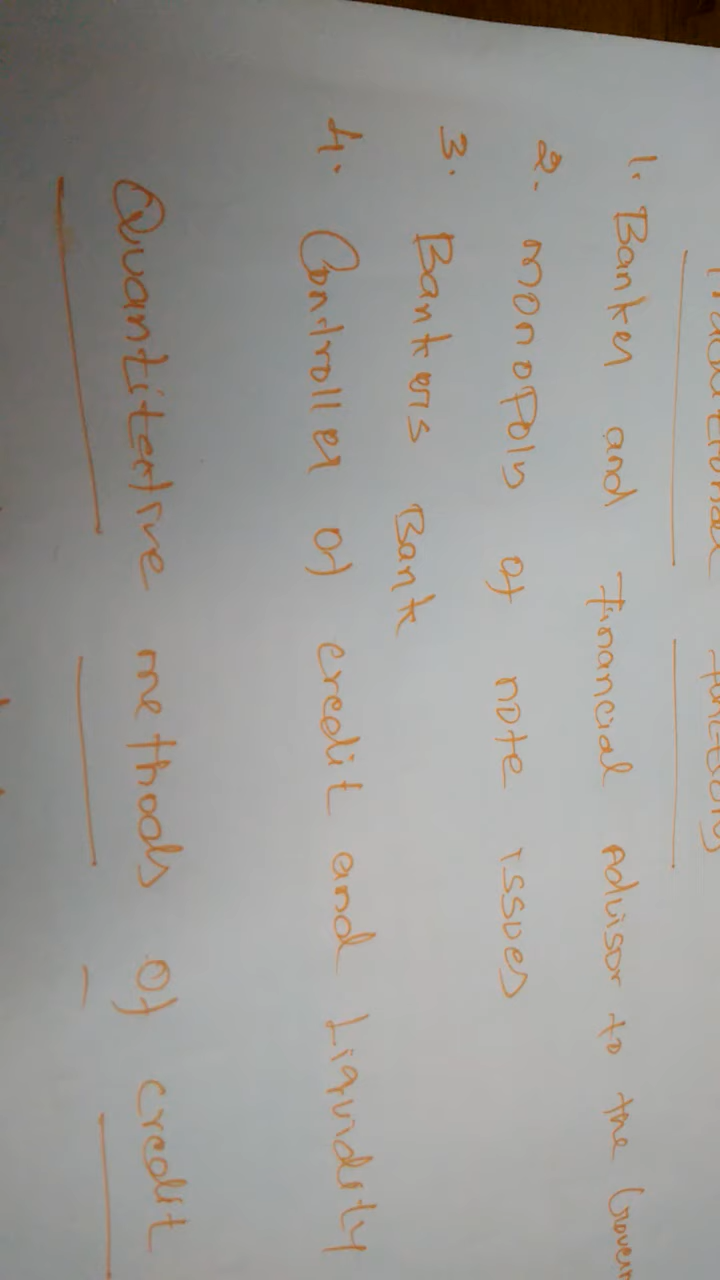 functions
1. Banker and Financial Advisor to the
2. monopoly of note issues
3. Bankers Bank
4. Controller of credit and Liquidity
Quantitative methods of credit